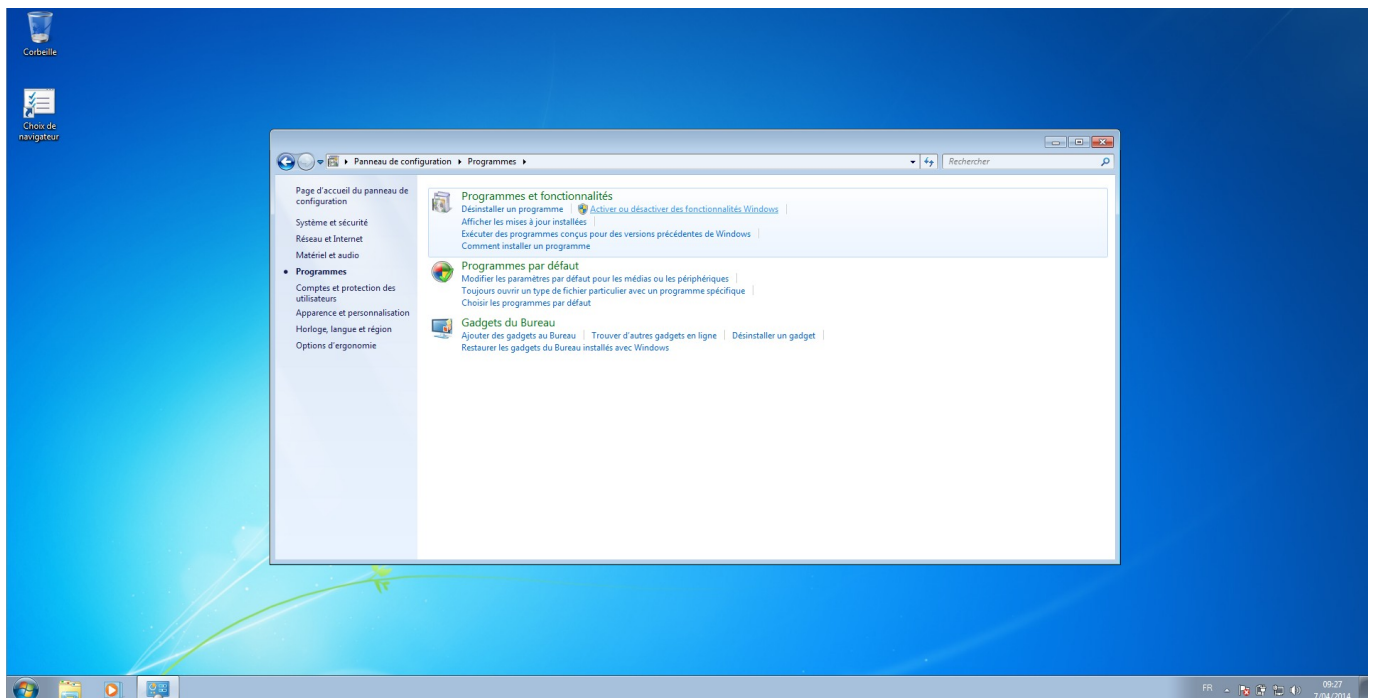 Corbeille
Choix de
navigateur
Panneau de configuration
Programmes
Rechercher
Page d'accueil du panneau de
configuration
Système et sécurité
Réseau et Internet
Matériel et audio
Programmes
Comptes et protection des
utilisateurs
Apparence et personnalisation
Horloge, langue et région
Options d'ergonomie
Programmes et fonctionnalités
Désinstaller un programme
Activer ou désactiver des fonctionnalités Windows
Afficher les mises à jour installées
Exécuter des programmes conçus pour des versions précédentes de Windows
Comment installer un programme
Programmes par défaut
Modifier les paramètres par défaut pour les médias ou les périphériques
Toujours ouvrir un type de fichier particulier avec un programme spécifique
Choisir les programmes par défaut
Gadgets du Bureau
Ajouter des gadgets au Bureau
Trouver d'autres gadgets en ligne
Désinstaller un gadget
Restaurer les gadgets du Bureau installés avec Windows
FR
09:27
7/04/2014